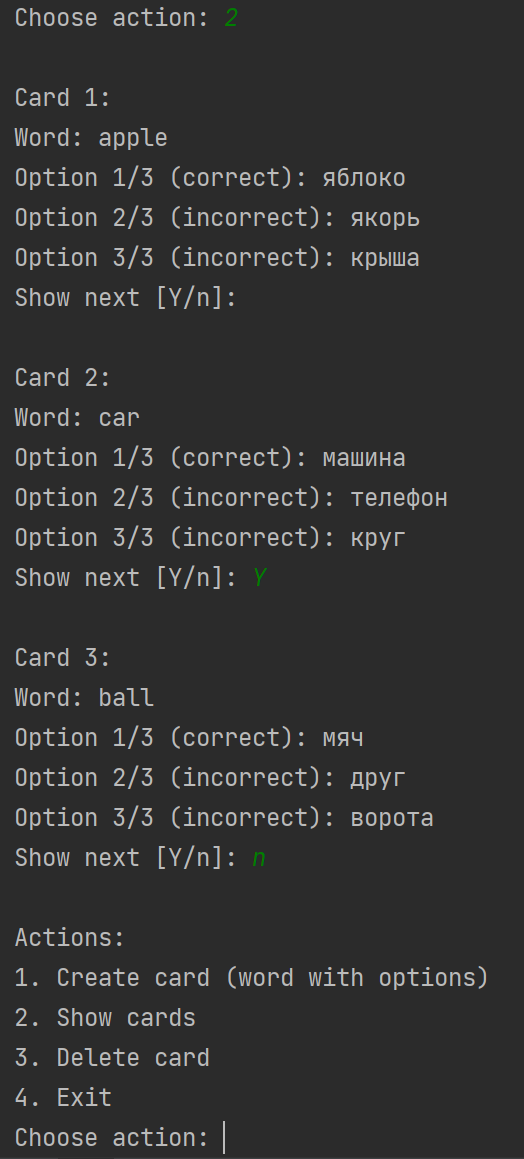 Choose action: 2
Card 1:
Word: apple
Option 1/3 (correct): яблоко
Option 2/3 (incorrect): якорь
Option 3/3 (incorrect): крыша
Show next [Y/n]:
Card 2:
Word: car
Option 1/3 (correct): машина
Option 2/3 (incorrect): телефон
Option 3/3 (incorrect): круг
Show next [Y/n]: Y
Card 3:
Word: ball
Option 1/3 (correct): мяч
Option 2/3 (incorrect): друг
Option 3/3 (incorrect): ворота
Show next [Y/n]: n
Actions:
1. Create card (word with options)
2. Show cards
3. Delete card
4. Exit
Choose action: